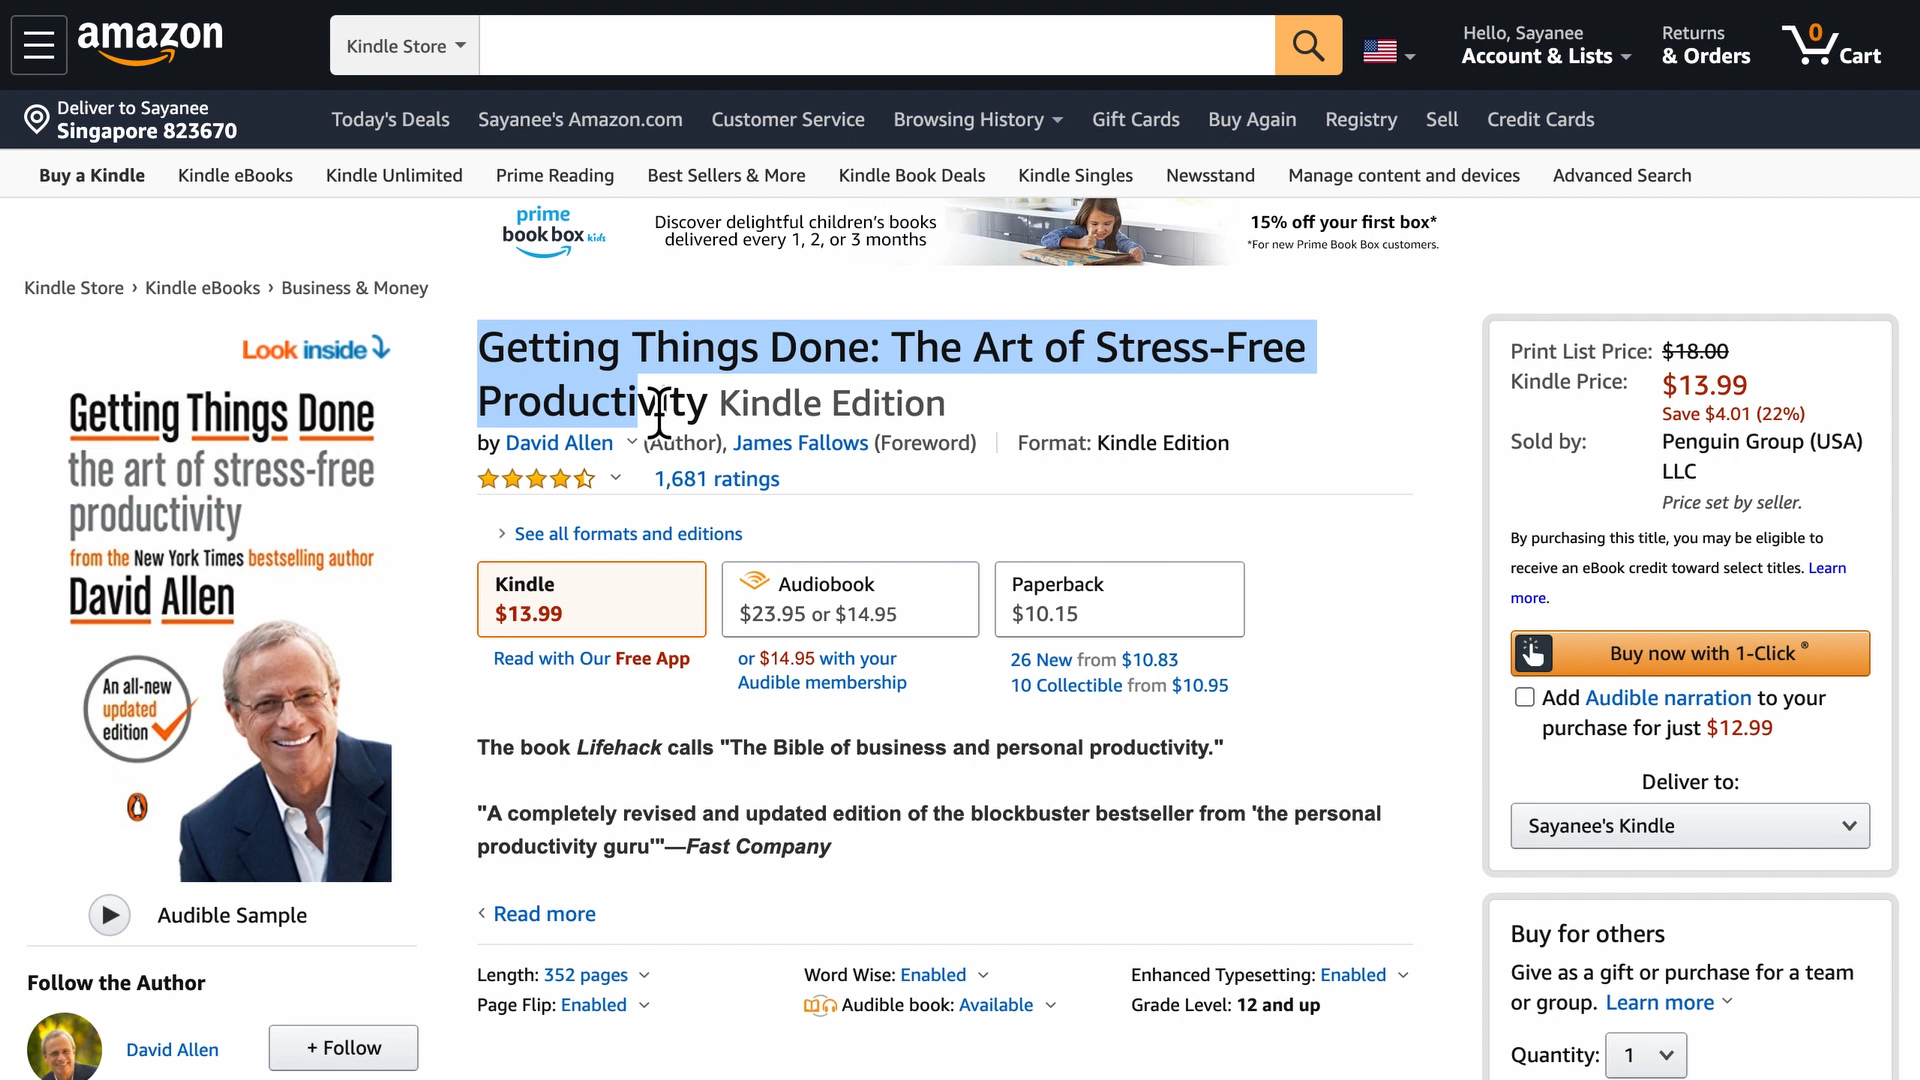 amazon
Kindle Store
Hello, Sayanee
Account & Lists
Returns
& Orders
0
Cart
Deliver to Sayanee
Singapore 823670
Today's Deals
Sayanee's Amazon.com
Customer Service
Browsing History
Gift Cards
Buy Again
Registry
Sell
Credit Cards
Buy a Kindle
Kindle eBooks
Kindle Unlimited
Prime Reading
Best Sellers & More
Kindle Book Deals
Kindle Singles
Newsstand
Manage content and devices
Advanced Search
prime
book box kids
Discover delightful children's books
delivered every 1, 2, or 3 months
15% off your first box*
*For new Prime Book Box customers.
Kindle Store › Kindle eBooks › Business & Money
Look inside
Getting Things Done
the art of stress-free
productivity
from the New York Times bestselling author
David Allen
An all-new
updated
edition
Audible Sample
Follow the Author
David Allen
+ Follow
Getting Things Done: The Art of Stress-Free
Productivity Kindle Edition
by David Allen (Author), James Fallows (Foreword) | Format: Kindle Edition
1,681 ratings
› See all formats and editions
Kindle
$13.99
Read with Our Free App
Audiobook
$23.95 or $14.95
or $14.95 with your
Audible membership
Paperback
$10.15
26 New from $10.83
10 Collectible from $10.95
The book Lifehack calls "The Bible of business and personal productivity."
"A completely revised and updated edition of the blockbuster bestseller from 'the personal
productivity guru'"—Fast Company
‹ Read more
Length: 352 pages
Word Wise: Enabled
Enhanced Typesetting: Enabled
Page Flip: Enabled
Audible book: Available
Grade Level: 12 and up
Print List Price: $18.00
Kindle Price: $13.99
Save $4.01 (22%)
Sold by: Penguin Group (USA)
LLC
Price set by seller.
By purchasing this title, you may be eligible to
receive an eBook credit toward select titles. Learn
more.
Buy now with 1-Click ®
Add Audible narration to your
purchase for just $12.99
Deliver to:
Sayanee's Kindle
Buy for others
Give as a gift or purchase for a team
or group. Learn more
Quantity: 1